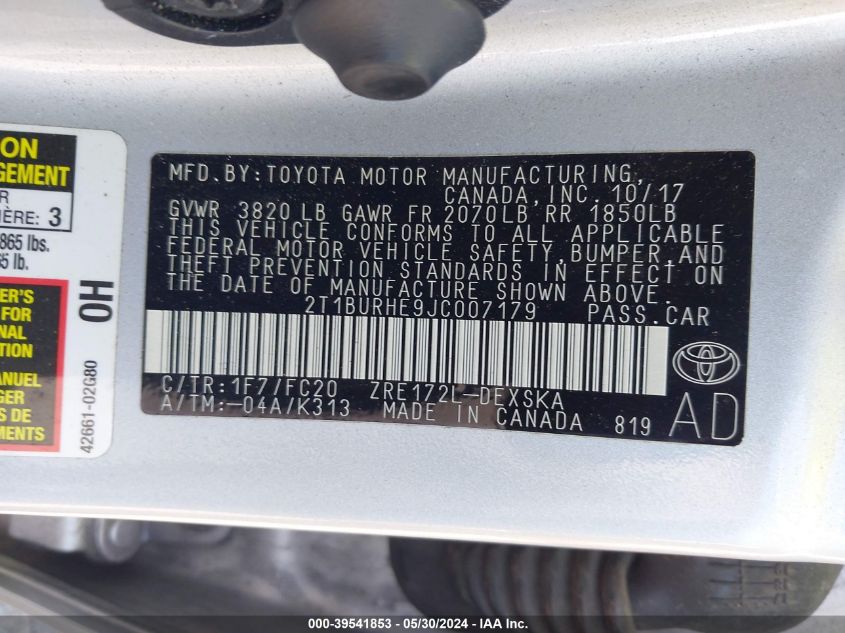 ON
GEMENT
R
IÈRE: 3
865 lbs.
5 lb.
ER'S
FOR
NAL
TION
ANUEL
GER
S DE
MENTS
OH
42661-02G80
MFD.BY:TOYOTA MOTOR MANUFACTURING,
CANADA,INC. 10/17
GVWR 3820 LB GAWR FR 2070LB RR 1850LB
THIS VEHICLE CONFORMS TO ALL APPLICABLE
FEDERAL MOTOR VEHICLE SAFETY,BUMPER,AND
THEFT PREVENTION STANDARDS IN EFFECT ON
THE DATE OF MANUFACTURE SHOWN ABOVE.
2T1BURHE9JC007179 PASS.CAR
C/TR:1F7/FC20 ZRE172L-DEXSKA
A/TM:-04A/K313 MADE IN CANADA 819
AD
000-39541853 - 05/30/2024 - IAAI Inc.